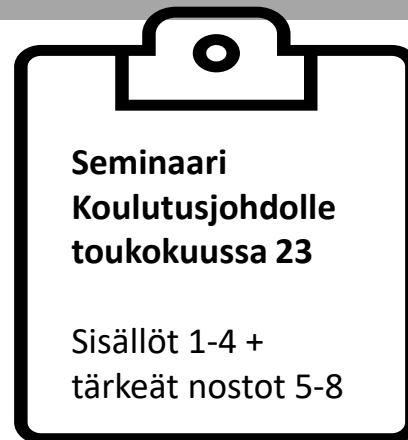 Seminaari
Koulutusjohdolle
toukokuussa 23
Sisällöt 1-4 +
tärkeät nostot 5-8